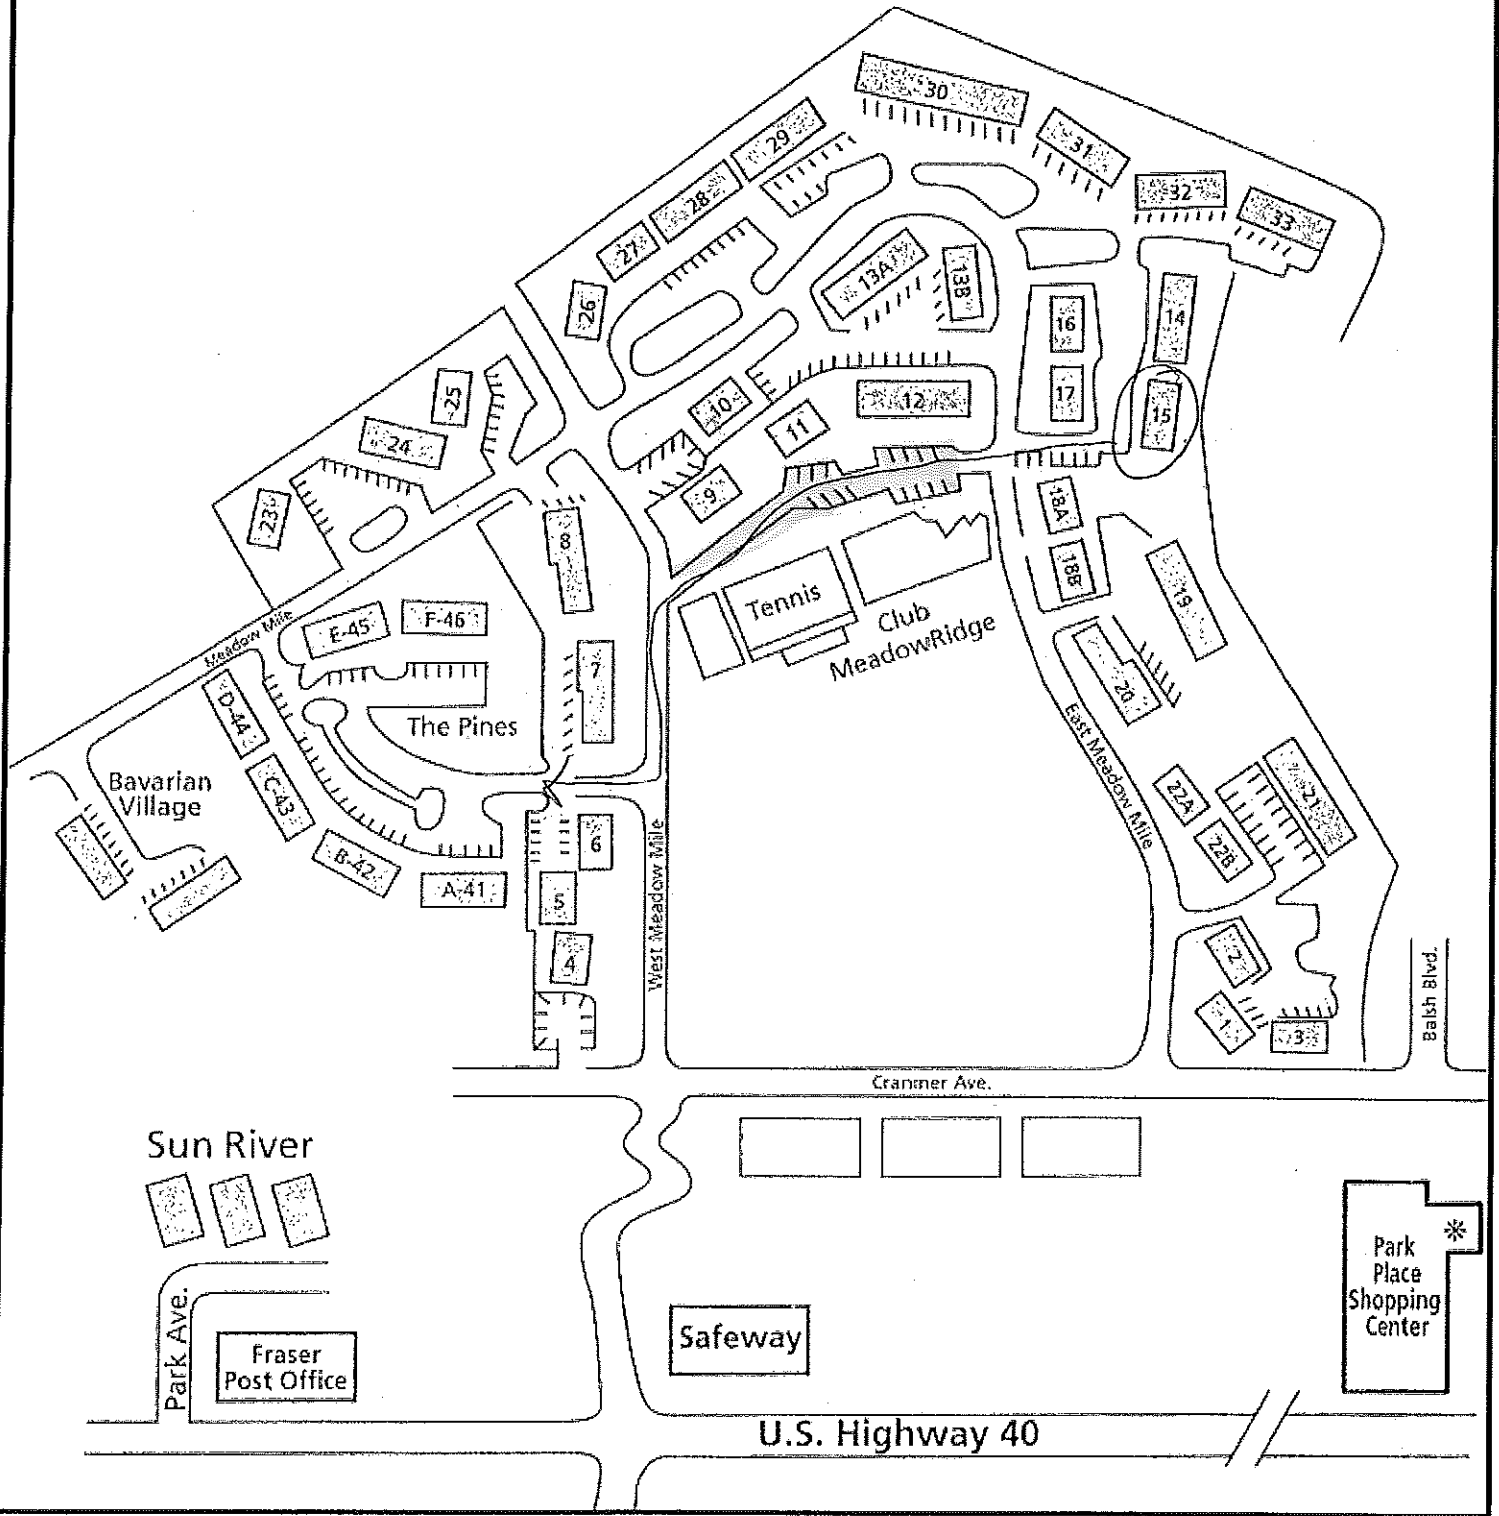 30
31
29
32
28
33
27
13A
13B
26
16
14
25
17
10
12
15
11
24
9
18A
23
8
18B
Tennis
19
Meadow Mile
E-45
F-46
Club
MeadowRidge
7
20
D-44
The Pines
East Meadow Mile
Bavarian
Village
C-43
22A
21
6
22B
B-42
A-41
5
West Meadow Mile
4
2
1
3
Balsh Blvd.
Cranmer Ave.
Sun River
Park
Place
Shopping
Center
Park Ave.
Fraser
Post Office
Safeway
U.S. Highway 40